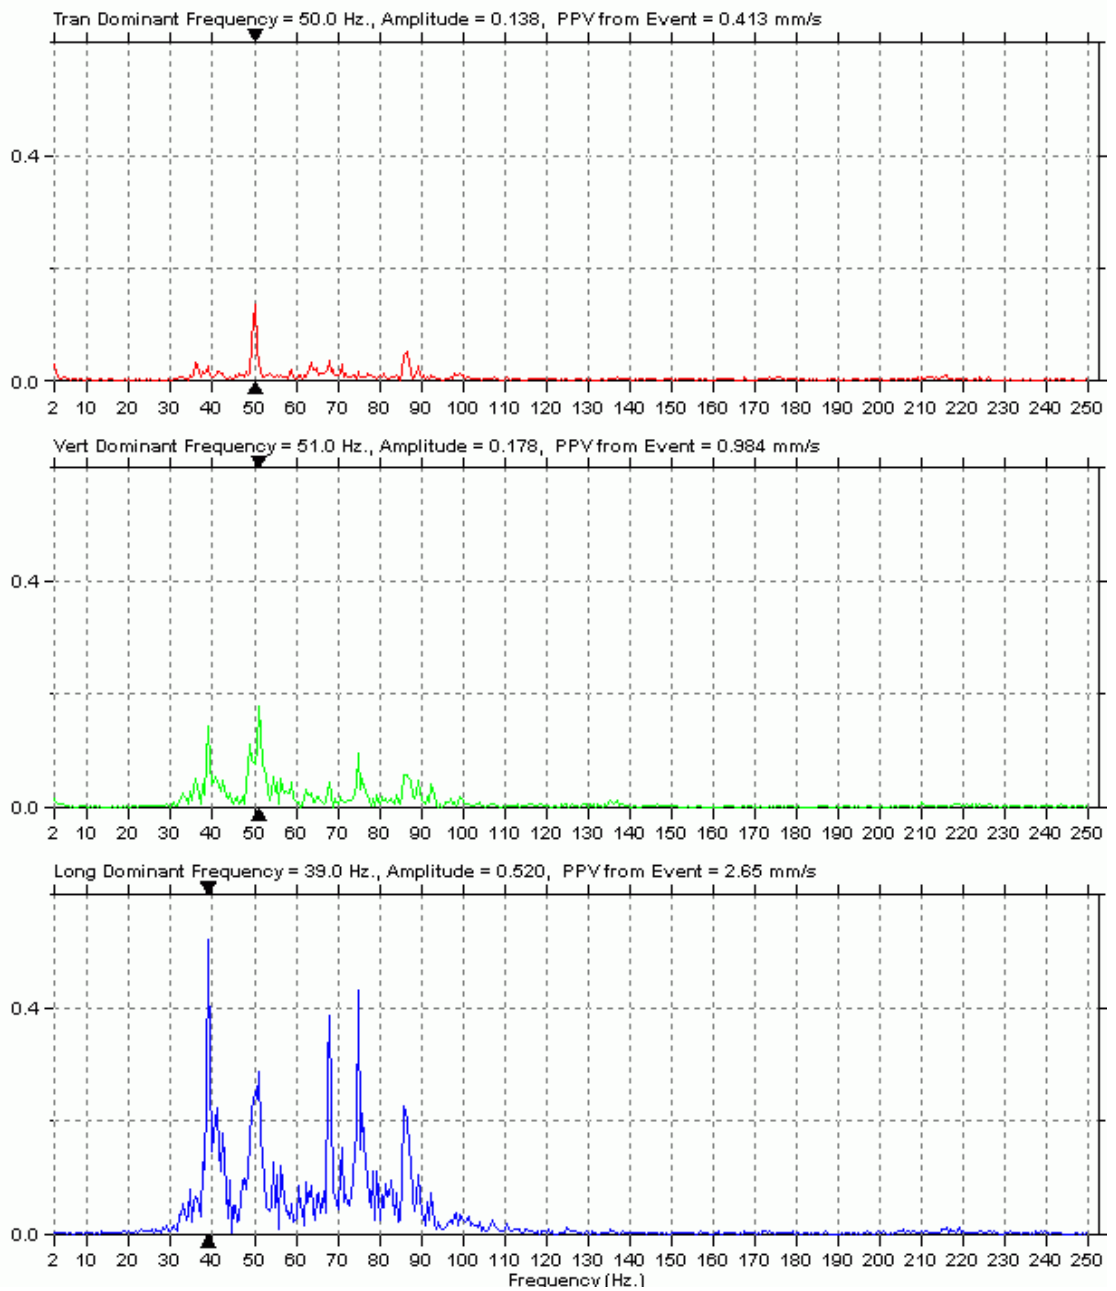 Tran Dominant Frequency = 50.0 Hz., Amplitude = 0.138, PPV from Event = 0.413 mm/s
0.4
0.0
2 10 20 30 40 50 60 70 80 90 100 110 120 130 140 150 160 170 180 190 200 210 220 230 240 250
Vert Dominant Frequency = 51.0 Hz., Amplitude = 0.178, PPV from Event = 0.984 mm/s
0.4
0.0
2 10 20 30 40 50 60 70 80 90 100 110 120 130 140 150 160 170 180 190 200 210 220 230 240 250
Long Dominant Frequency = 39.0 Hz., Amplitude = 0.520, PPV from Event = 2.65 mm/s
0.4
0.0
2 10 20 30 40 50 60 70 80 90 100 110 120 130 140 150 160 170 180 190 200 210 220 230 240 250
Frequency (Hz.)